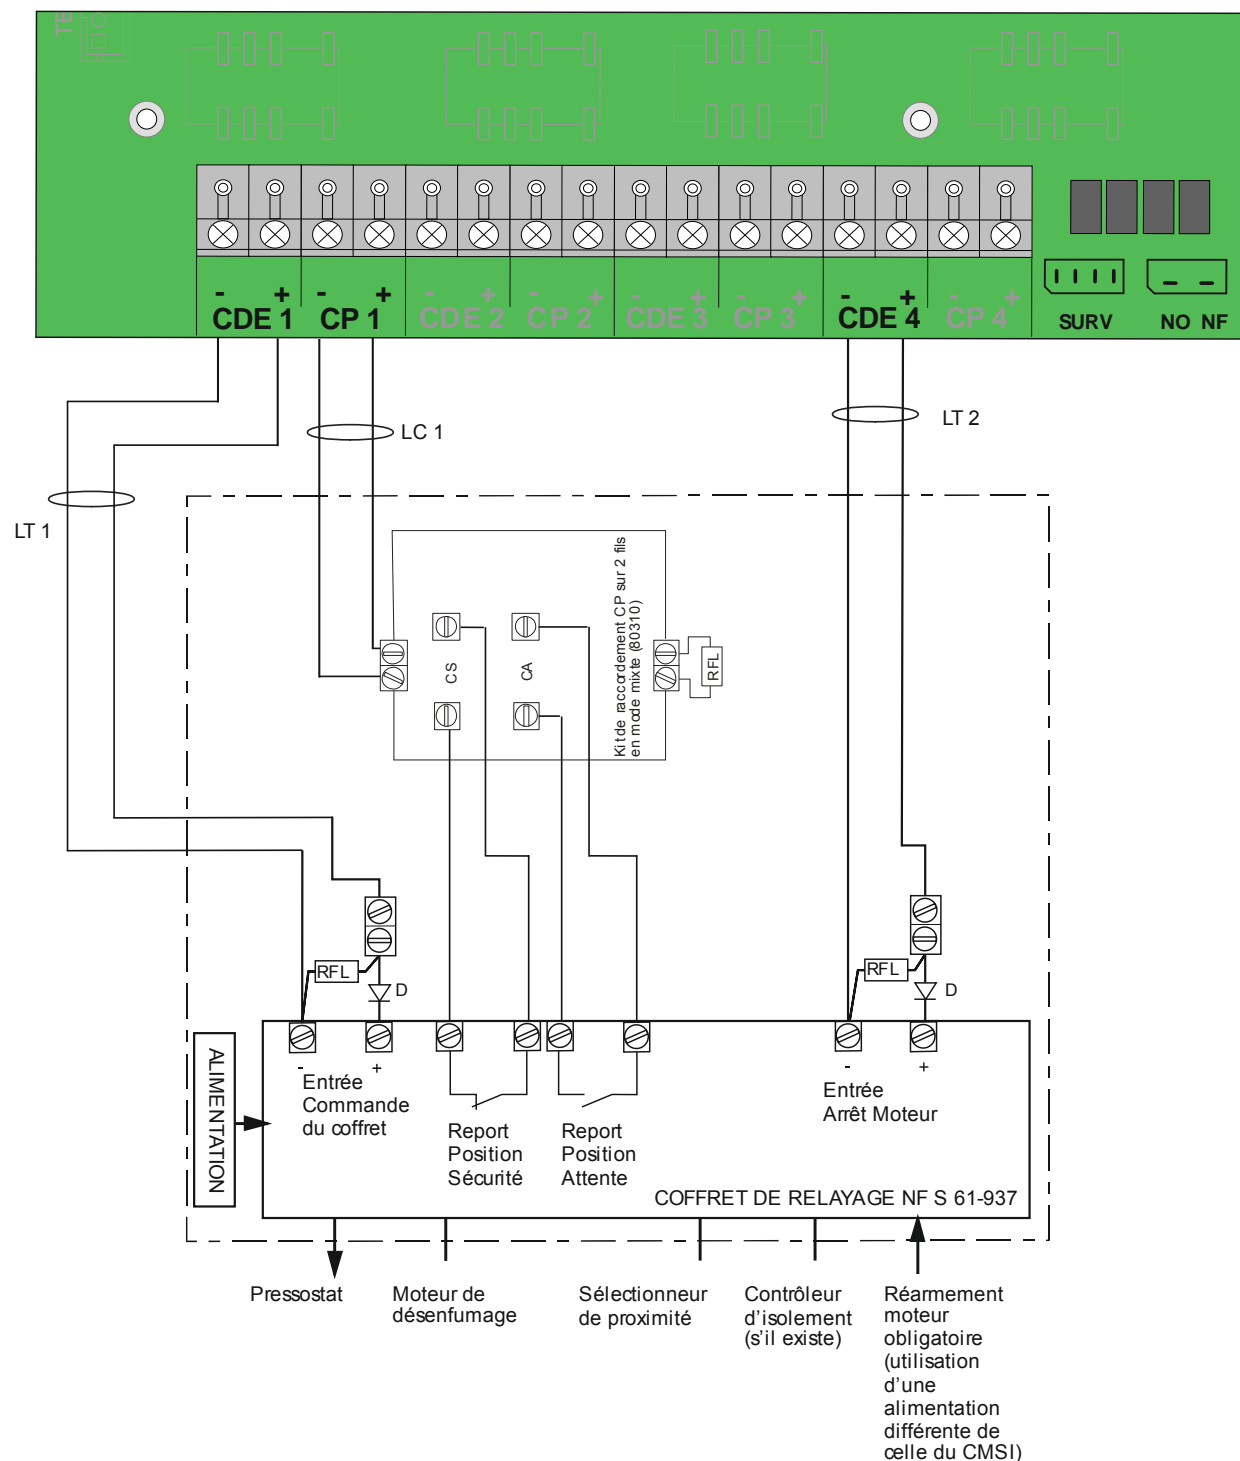 TE
- + - + - + - + - + - + - + - +
CDE 1 CP 1 CDE 2 CP 2 CDE 3 CP 3 CDE 4 CP 4
SURV NO NF
LC 1
LT 2
LT 1
Kit de raccordement CP sur 2 fils
en mode mixte (80310)
CS
CA
RFL
RFL
D
RFL
D
ALIMENTATION
- +
Entrée
Commande
du coffret
Report
Position
Sécurité
Report
Position
Attente
- +
Entrée
Arrêt Moteur
COFFRET DE RELAYAGE NF S 61-937
Pressostat
Moteur de
désenfumage
Sélectionneur
de proximité
Contrôleur
d'isolement
(s'il existe)
Réarmement
moteur
obligatoire
(utilisation
d'une
alimentation
différente de
celle du CMSI)